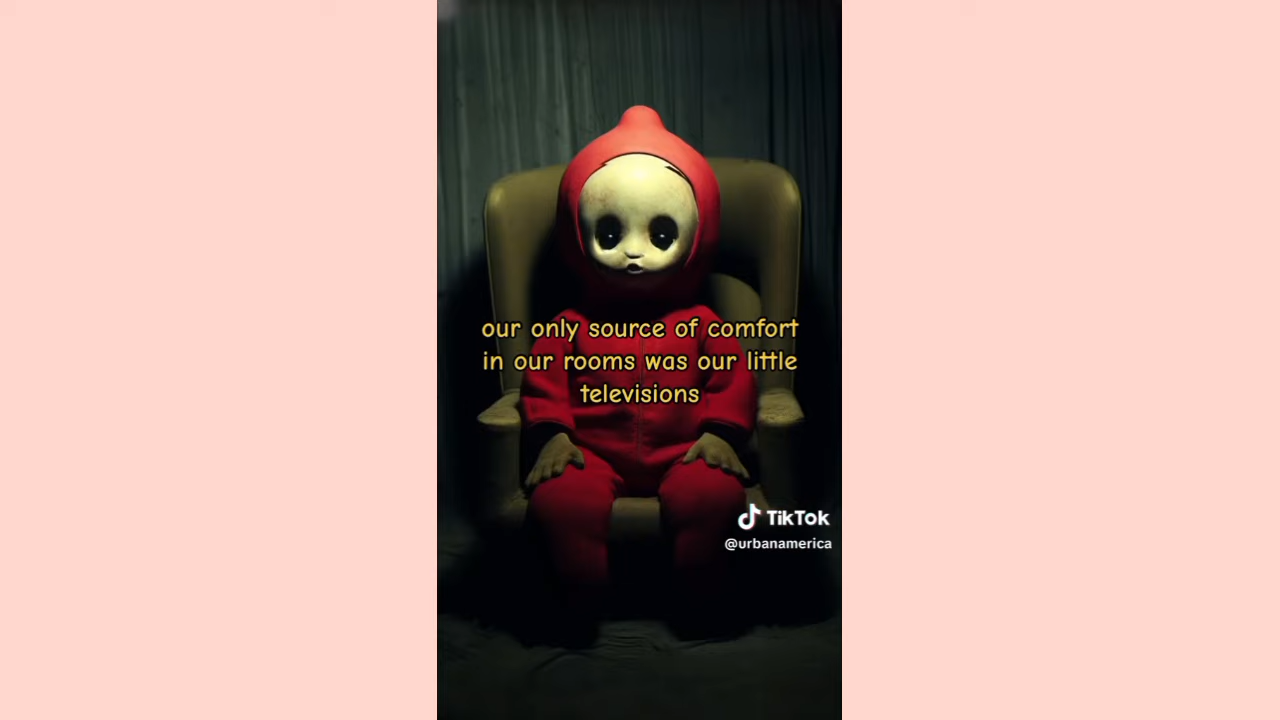 our only source of comfort
in our rooms was our little
televisions
TikTok
@urbanamerica